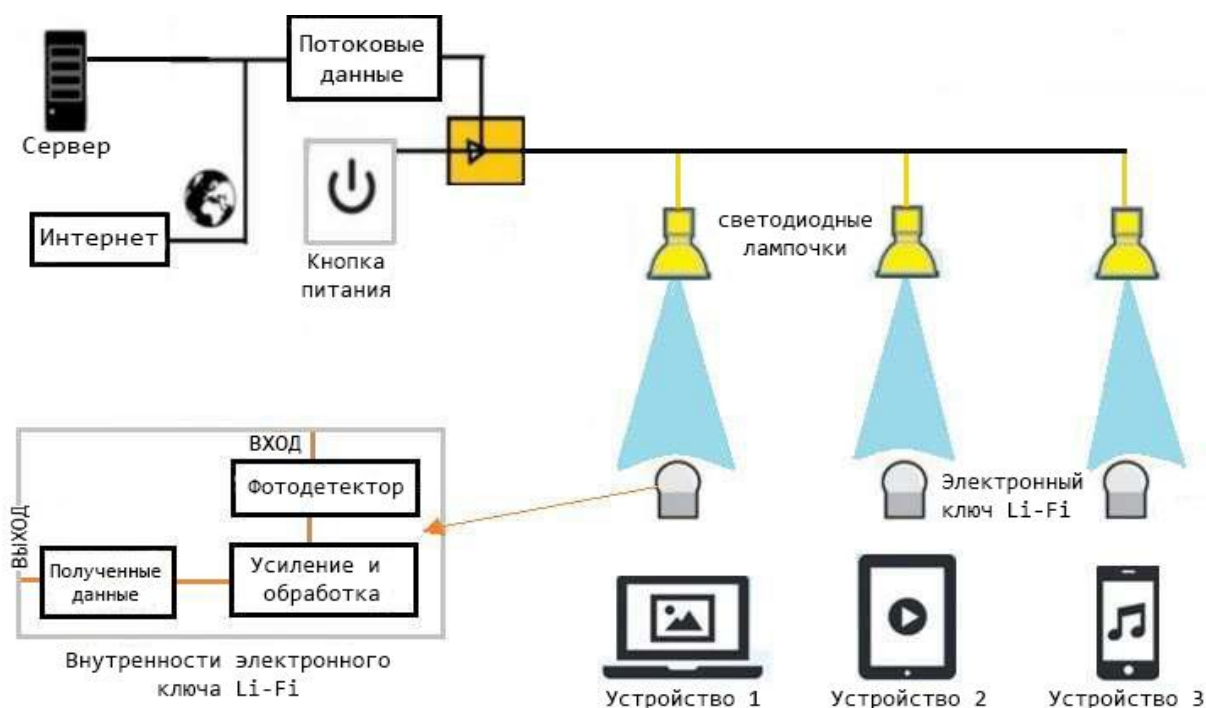 Потоковые
данные
Сервер
Интернет
Кнопка
питания
светодиодные
лампочки
ВХОД
Фотодетектор
ВЫХОД
Полученные
данные
Усиление и
обработка
Внутренности электронного
ключа Li-Fi
Электронный
ключ Li-Fi
Устройство 1
Устройство 2
Устройство 3